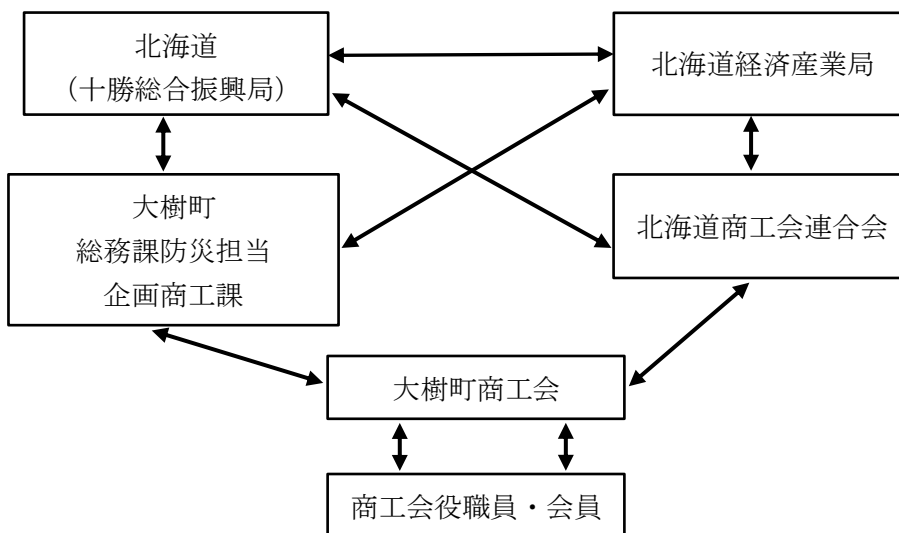 北海道
（十勝総合振興局）
北海道経済産業局
大樹町
総務課防災担当
企画商工課
北海道商工会連合会
大樹町商工会
商工会役職員・会員